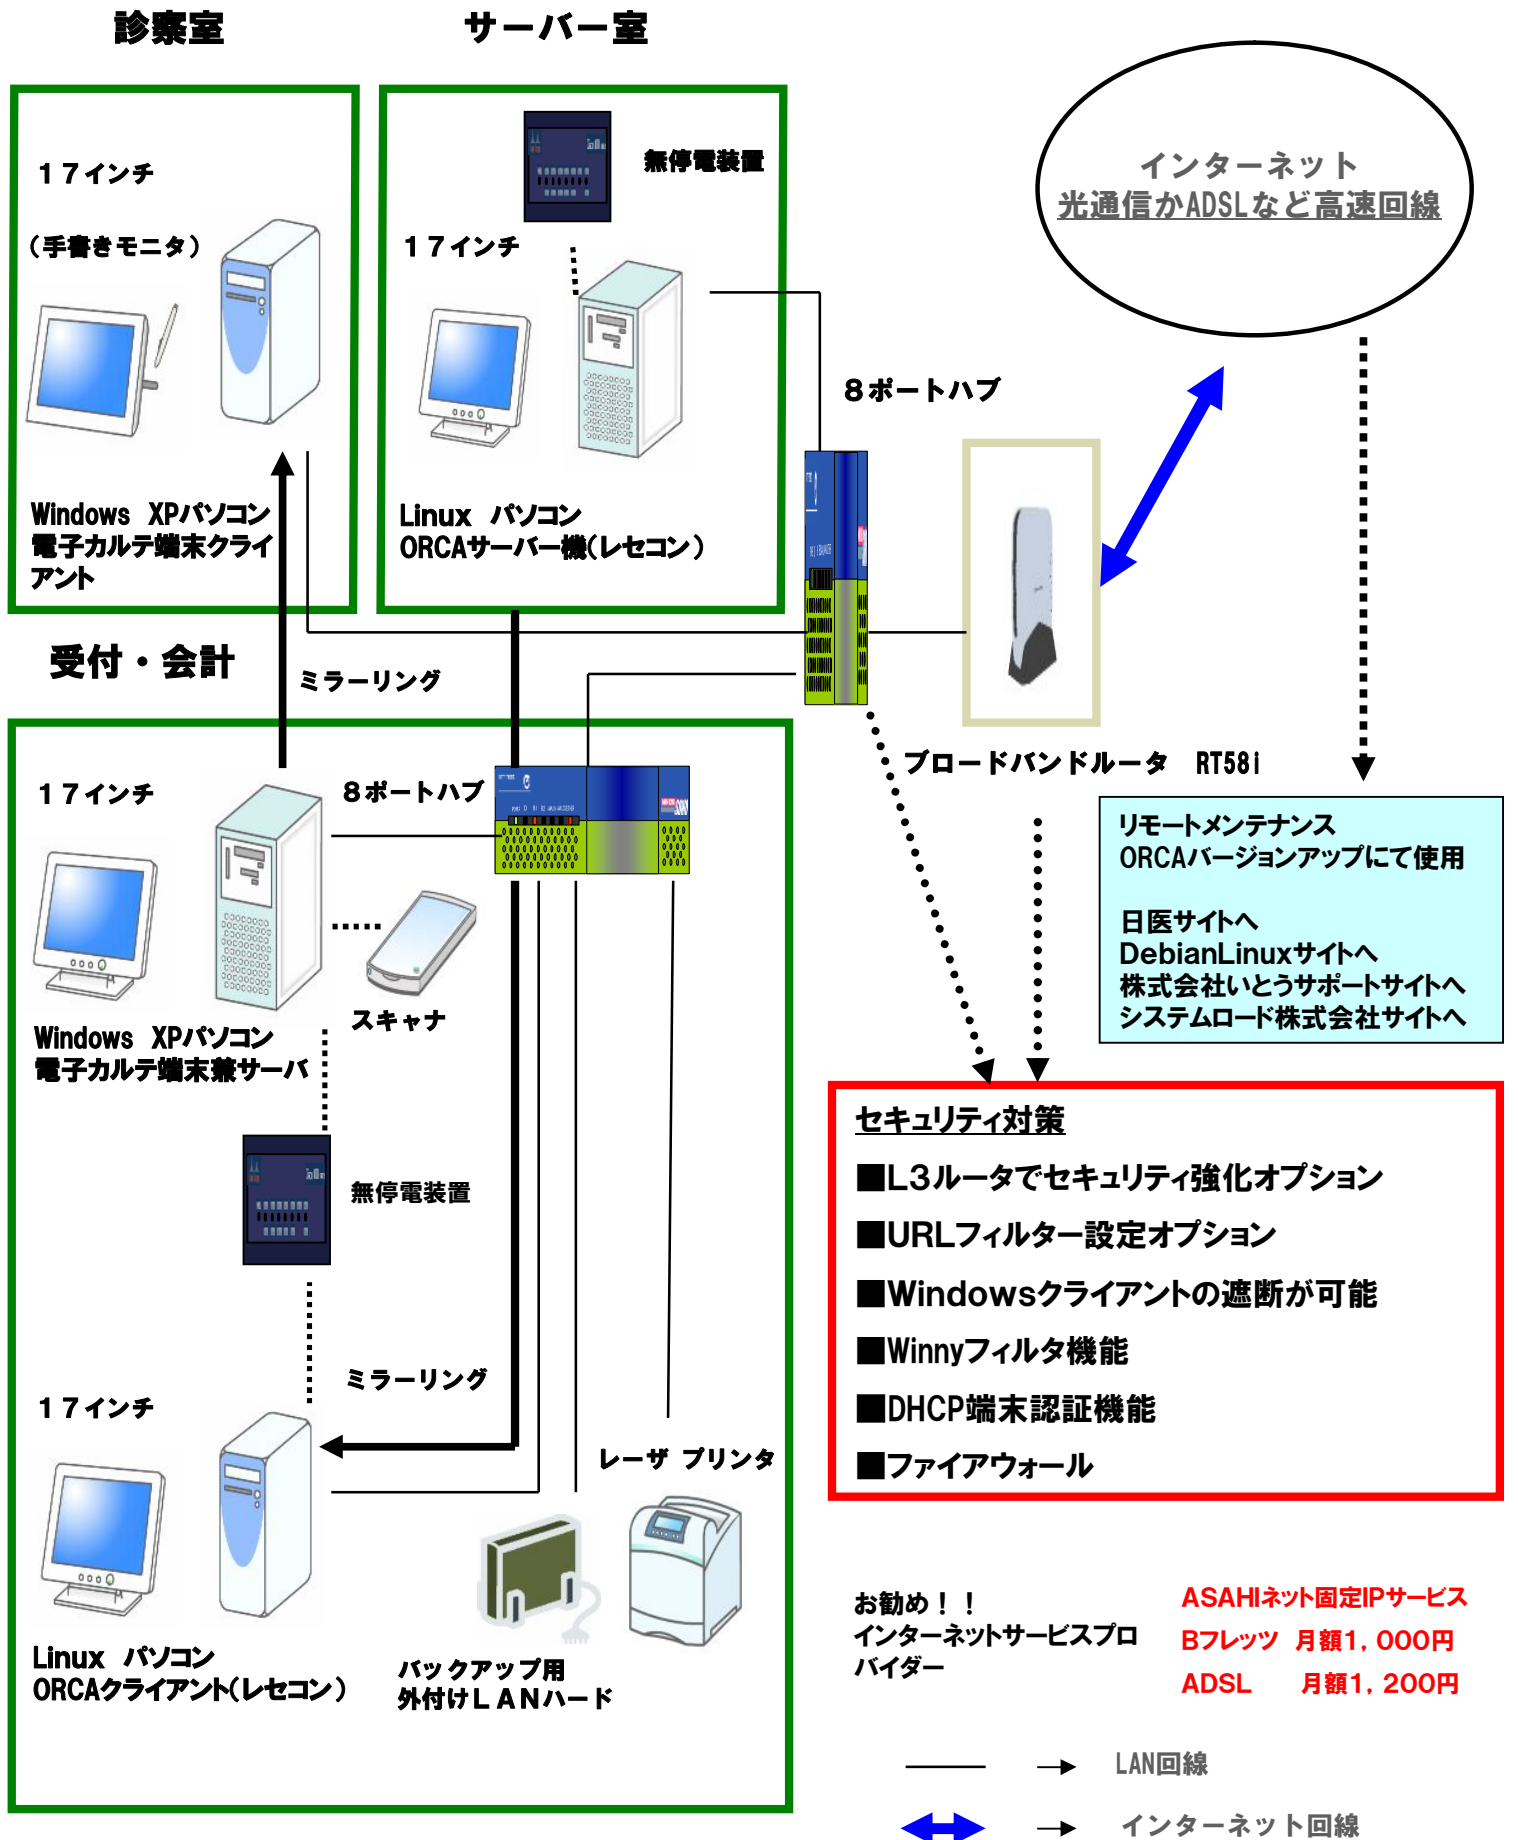 診察室
サーバー室
１７インチ
（手書きモニタ）
Windows XPパソコン
電子カルテ端末クライ
アント
無停電装置
１７インチ
Linux パソコン
ORCAサーバー機(レセコン)
インターネット
光通信かADSLなど高速回線
８ポートハブ
ブロードバンドルータ RT58i
受付・会計
ミラーリング
１７インチ
８ポートハブ
スキャナ
Windows XPパソコン
電子カルテ端末兼サーバ
無停電装置
ミラーリング
１７インチ
Linux パソコン
ORCAクライアント(レセコン)
レーザ プリンタ
バックアップ用
外付けＬＡＮハード
リモートメンテナンス
ORCAバージョンアップにて使用
日医サイトへ
DebianLinuxサイトへ
株式会社いとうサポートサイトへ
システムロード株式会社サイトへ
セキュリティ対策
■L3ルータでセキュリティ強化オプション
■URLフィルター設定オプション
■Windowsクライアントの遮断が可能
■Winnyフィルタ機能
■DHCP端末認証機能
■ファイアウォール
お勧め！！
インターネットサービスプロ
バイダー
ASAHIネット固定IPサービス
Bフレッツ 月額1，000円
ADSL 月額1，200円
LAN回線
インターネット回線